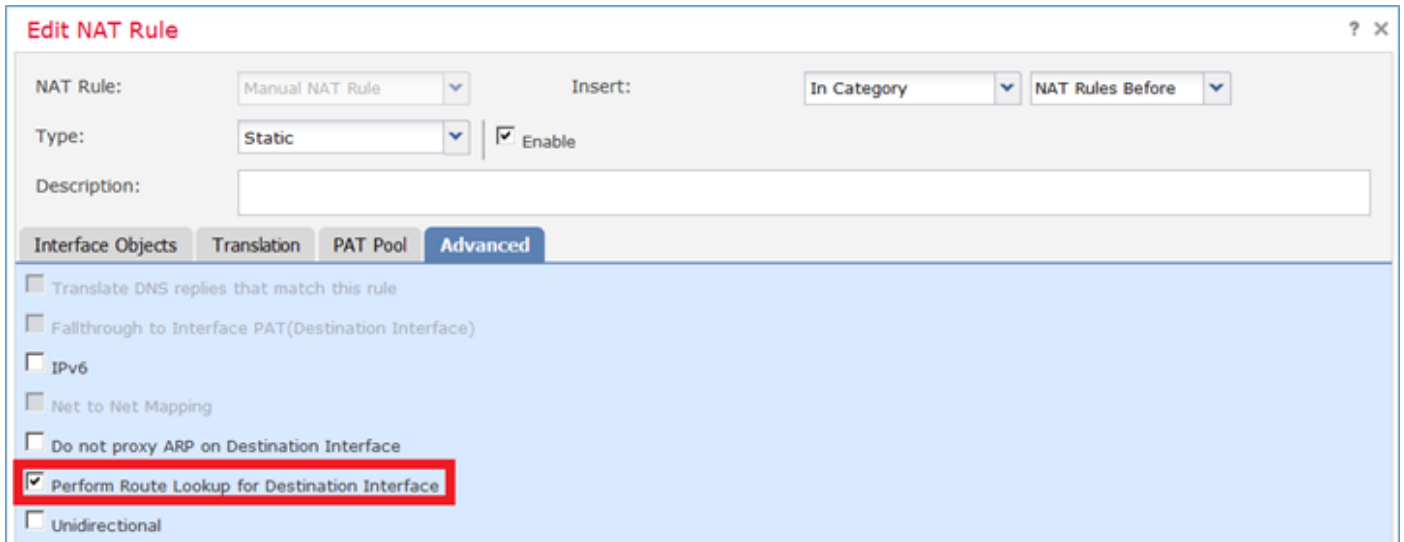 Edit NAT Rule ? ×
NAT Rule: Manual NAT Rule Insert: In Category NAT Rules Before
Type: Static Enable
Description:
Interface Objects Translation PAT Pool Advanced
Translate DNS replies that match this rule
Fallthrough to Interface PAT(Destination Interface)
IPv6
Net to Net Mapping
Do not proxy ARP on Destination Interface
Perform Route Lookup for Destination Interface
Unidirectional